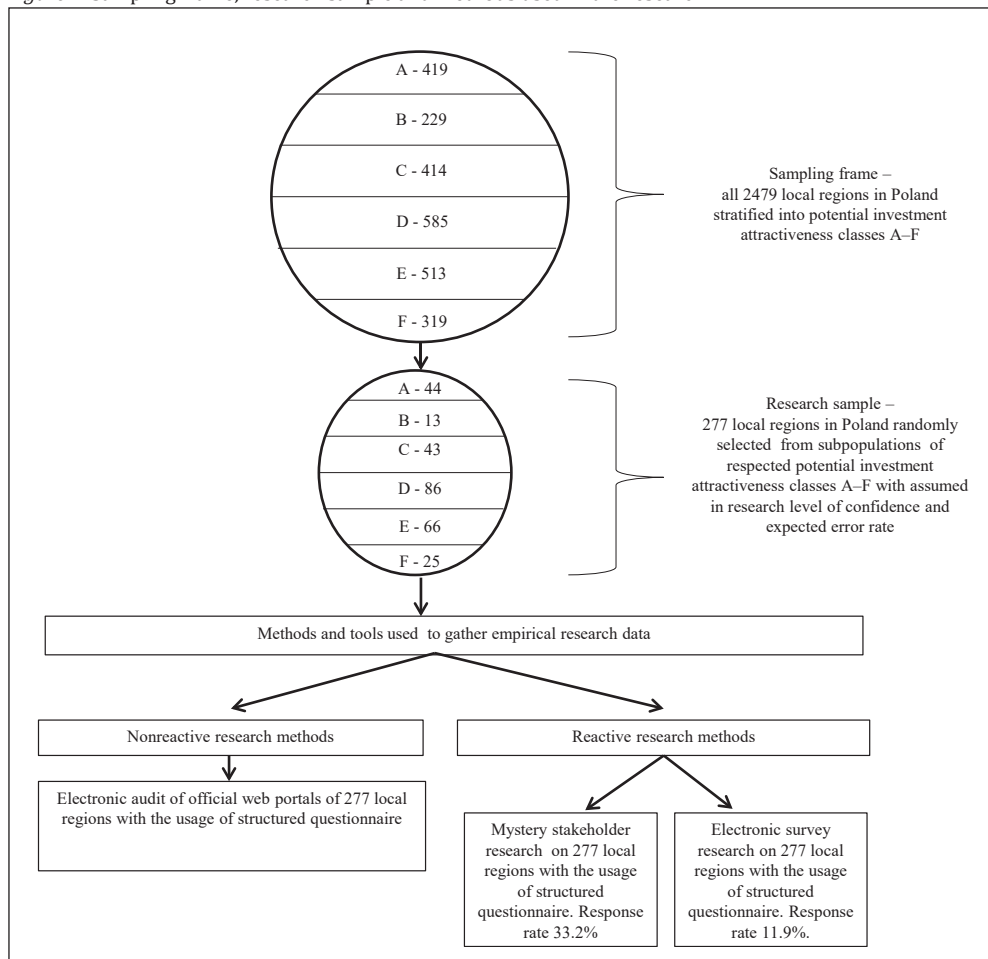 A - 419
B - 229
C - 414
D - 585
E - 513
F - 319
Sampling frame –
all 2479 local regions in Poland
stratified into potential investment
attractiveness classes A–F
A - 44
B - 13
C - 43
D - 86
E - 66
F - 25
Research sample –
277 local regions in Poland randomly
selected from subpopulations of
respected potential investment
attractiveness classes A–F with assumed
in research level of confidence and
expected error rate
Methods and tools used to gather empirical research data
Nonreactive research methods
Reactive research methods
Electronic audit of official web portals of 277 local
regions with the usage of structured questionnaire
Mystery stakeholder
research on 277 local
regions with the usage
of structured
questionnaire. Response
rate 33.2%
Electronic survey
research on 277 local
regions with the usage
of structured
questionnaire. Response
rate 11.9%.